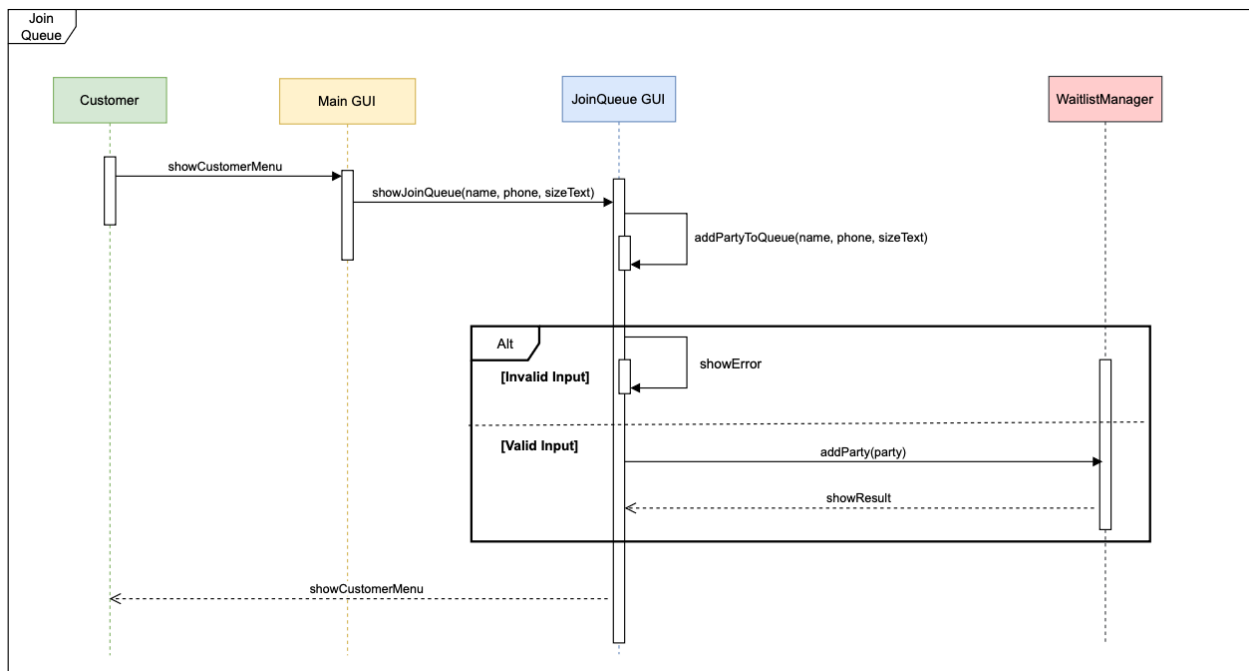 Join
Queue
Customer
Main GUI
JoinQueue GUI
WaitlistManager
showCustomerMenu
showJoinQueue(name, phone, sizeText)
addPartyToQueue(name, phone, sizeText)
Alt
showError
[Invalid Input]
[Valid Input]
addParty(party)
showResult
showCustomerMenu